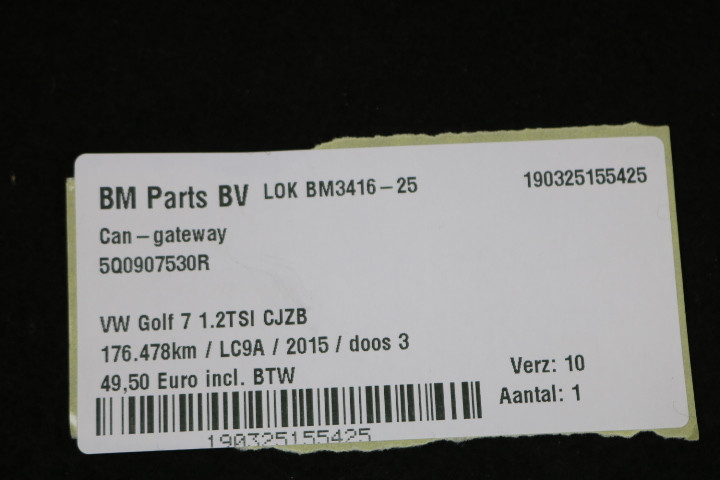 BM Parts BV LOK BM3416-25 190325155425
Can-gateway
5Q0907530R
VW Golf 7 1.2TSI CJZB
176.478km / LC9A / 2015 / doos 3
49,50 Euro incl. BTW
Verz: 10
Aantal: 1
190325155425